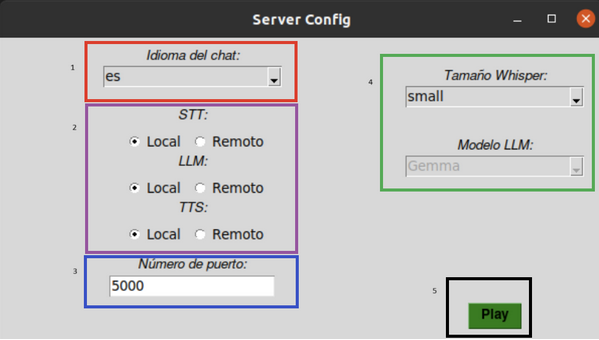 Server Config
1
Idioma del chat:
es
2
STT:
Local Remoto
LLM:
Local Remoto
TTS:
Local Remoto
3
Número de puerto:
5000
4
Tamaño Whisper:
small
Modelo LLM:
Gemma
5
Play